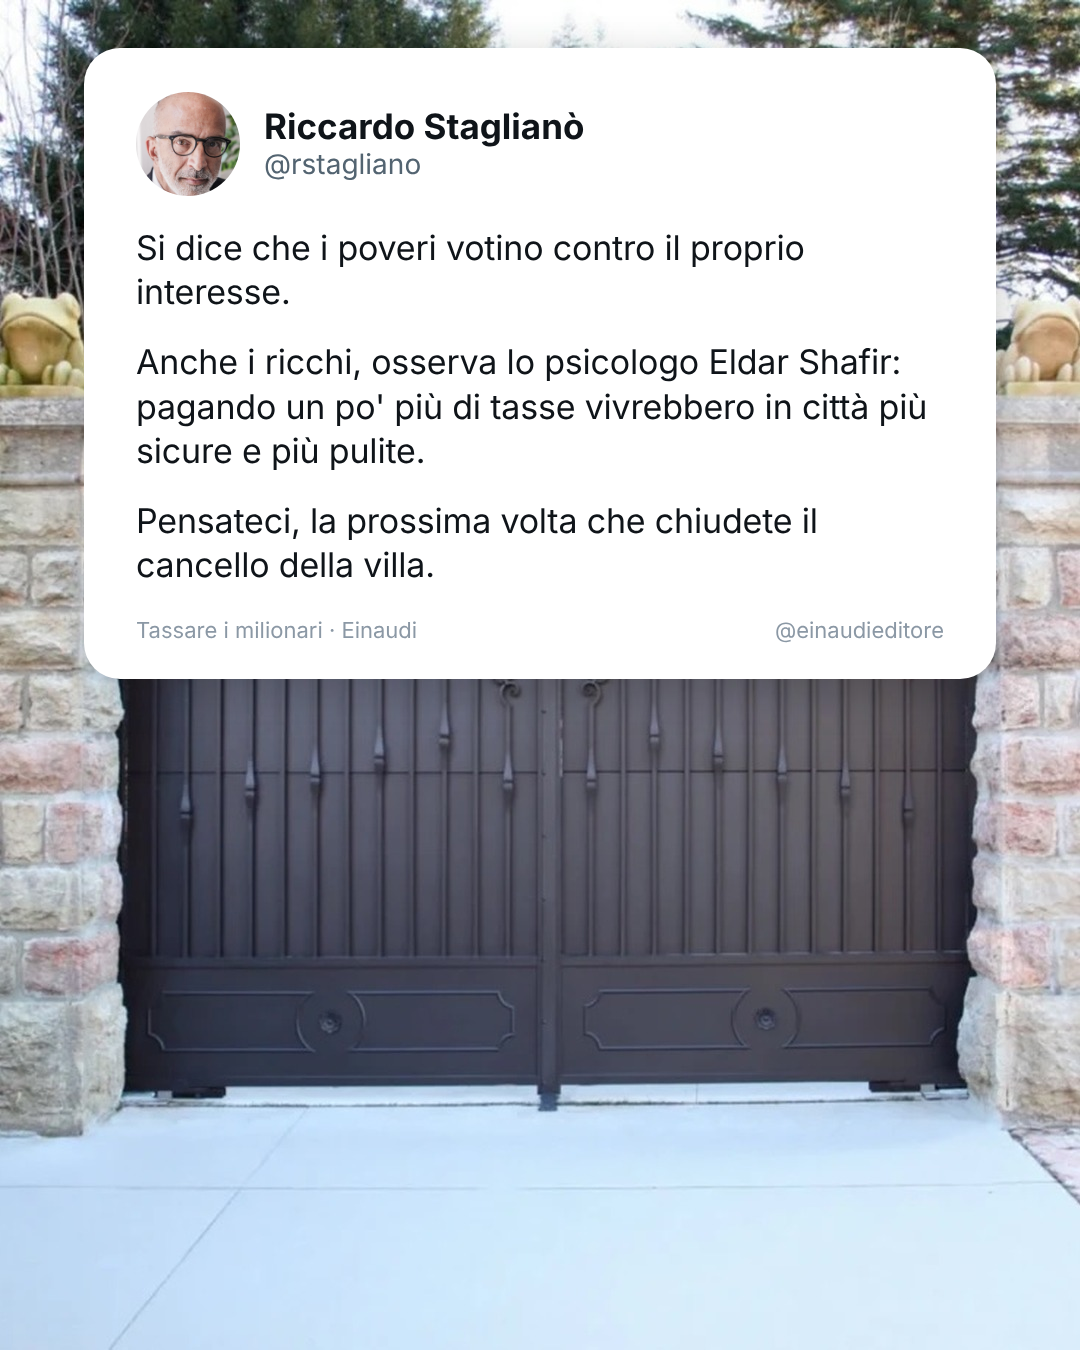 Riccardo Staglianò
@rstagliano
Si dice che i poveri votino contro il proprio
interesse.
Anche i ricchi, osserva lo psicologo Eldar Shafir:
pagando un po' più di tasse vivrebbero in città più
sicure e più pulite.
Pensateci, la prossima volta che chiudete il
cancello della villa.
Tassare i milionari · Einaudi
@einaudieditore